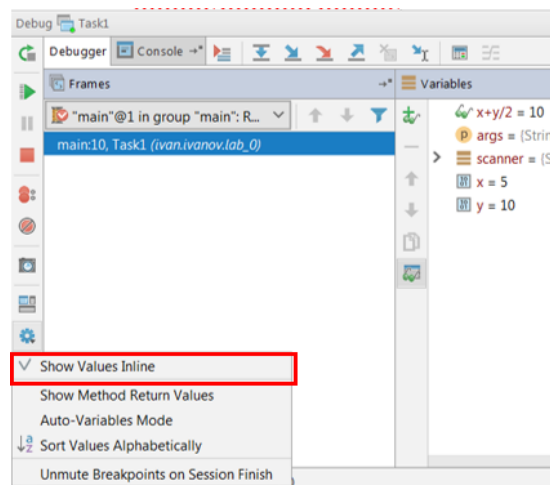 Debug Task1
Debugger Console →*
Frames →*
Variables
"main"@1 in group "main": R...
main:10, Task1 (ivan.ivanov.lab_0)
x+y/2 = 10
args = {Strin
scanner = {S
x = 5
y = 10
Show Values Inline
Show Method Return Values
Auto-Variables Mode
Sort Values Alphabetically
Unmute Breakpoints on Session Finish